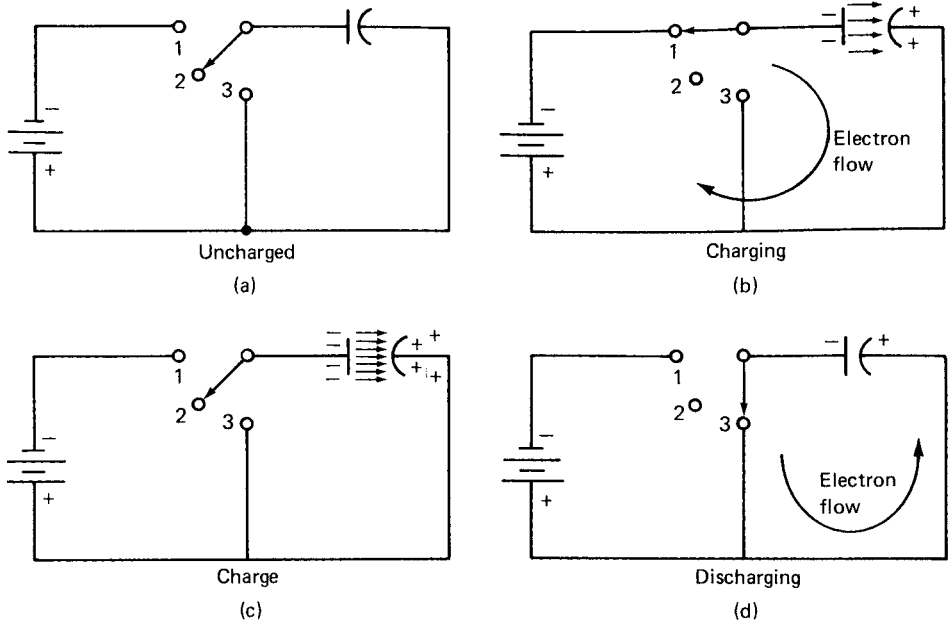 1
2
3
−
+
Uncharged
(a)
− +
− +
1
2
3
−
+
Electron
flow
Charging
(b)
− + +
−
− + +
−
1
2
3
−
+
Charge
(c)
− +
1
2
3
−
+
Electron
flow
Discharging
(d)